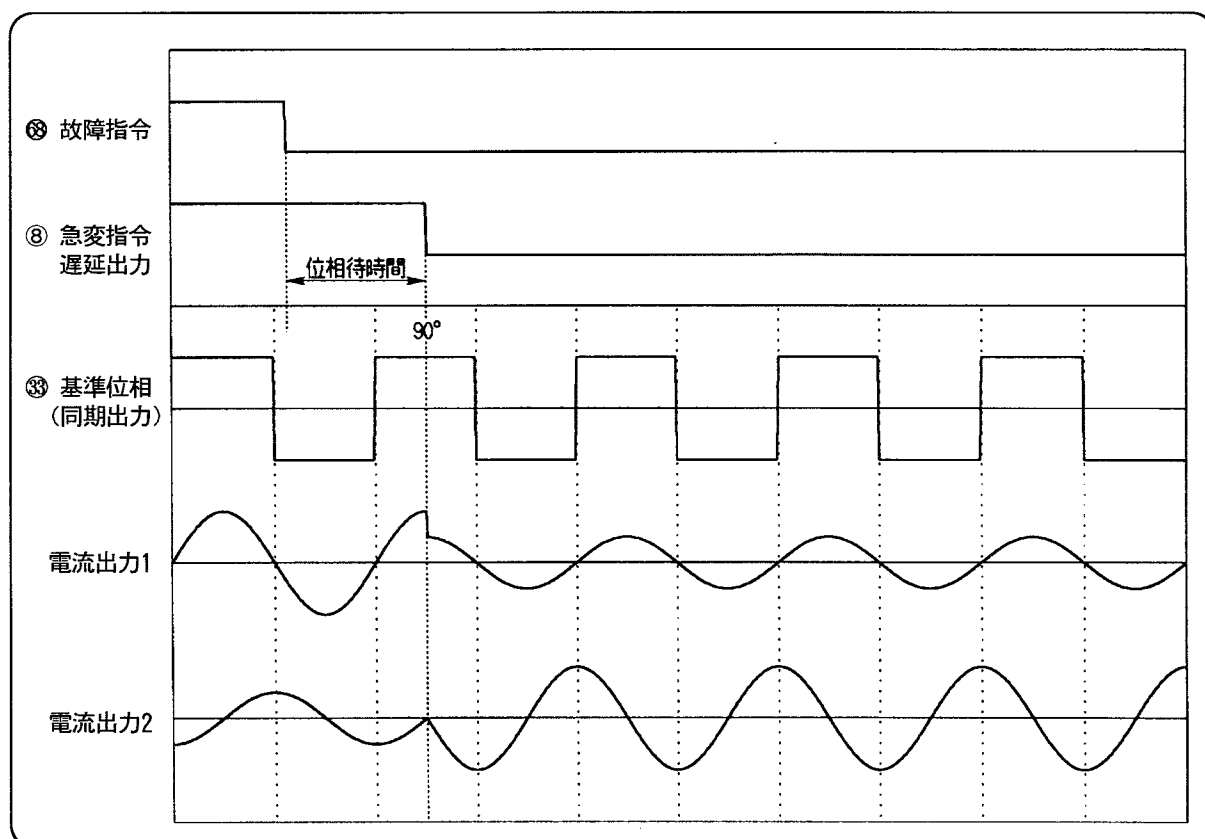 ㊳ 故障指令
⑧ 急変指令
遅延出力
位相待時間
90°
㉝ 基準位相
(同期出力)
電流出力1
電流出力2